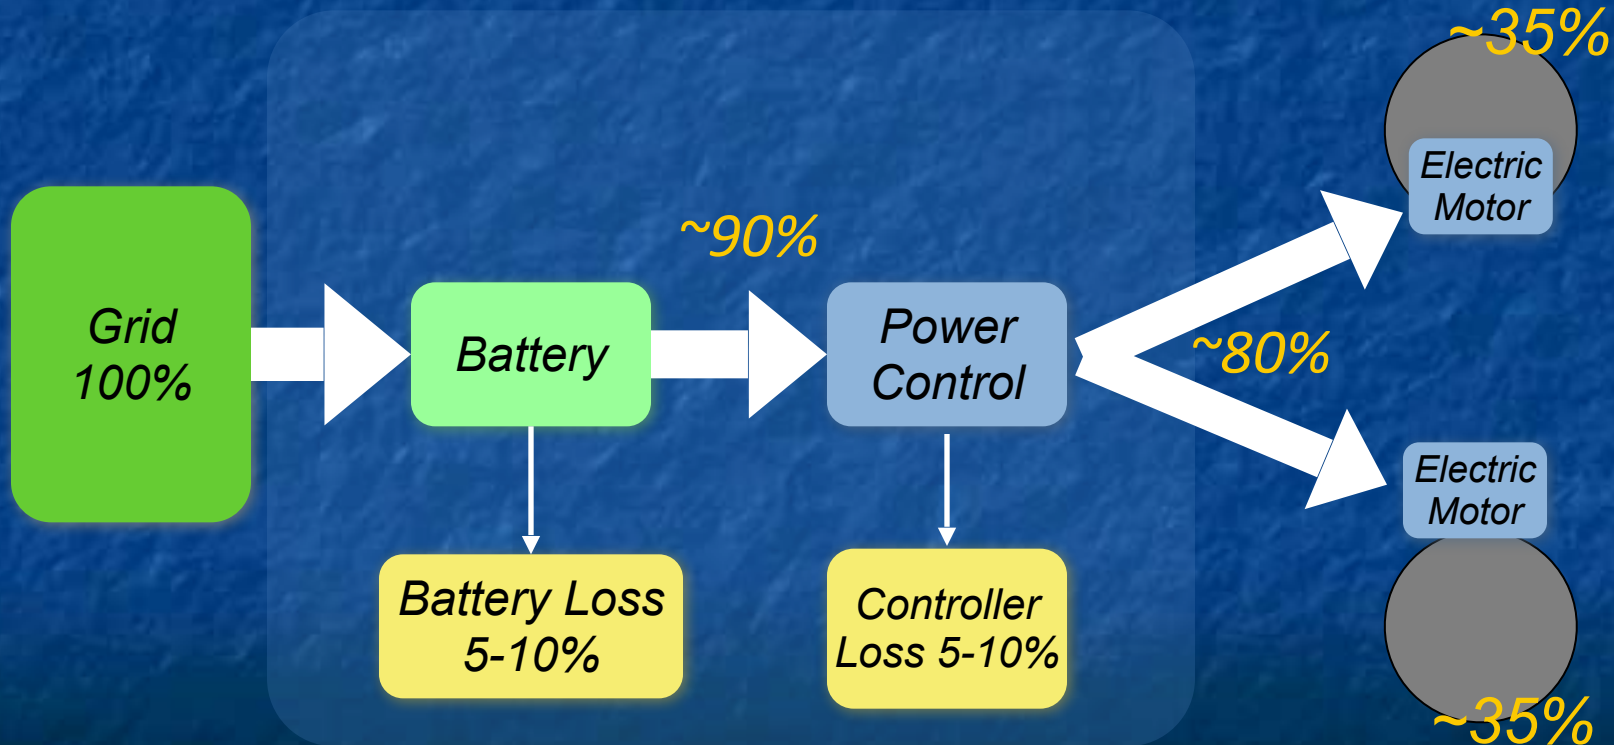 ~35%
Electric
Motor
~90%
Grid
100%
Battery
Power
Control
~80%
Electric
Motor
Battery Loss
5-10%
Controller
Loss 5-10%
~35%